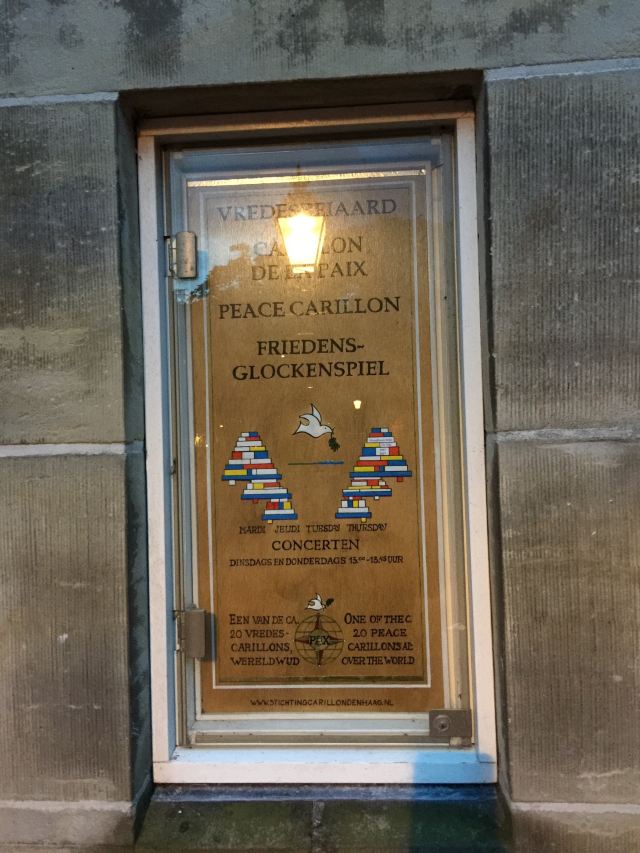 VREDESBEIAARD
CARILLON
DE LA PAIX
PEACE CARILLON
FRIEDENS-
GLOCKENSPIEL
MARDI JEUDI TUESDAY THURSDAY
CONCERTEN
DINSDAGS EN DONDERDAGS 13.00-13.45 UUR
EEN VAN DE CA.
20 VREDES-
CARILLONS,
WERELDWIJD
PAX
ONE OF THE C.
20 PEACE
CARILLONS ALL
OVER THE WORLD
WWW.STICHTINGCARILLONDENHAAG.NL